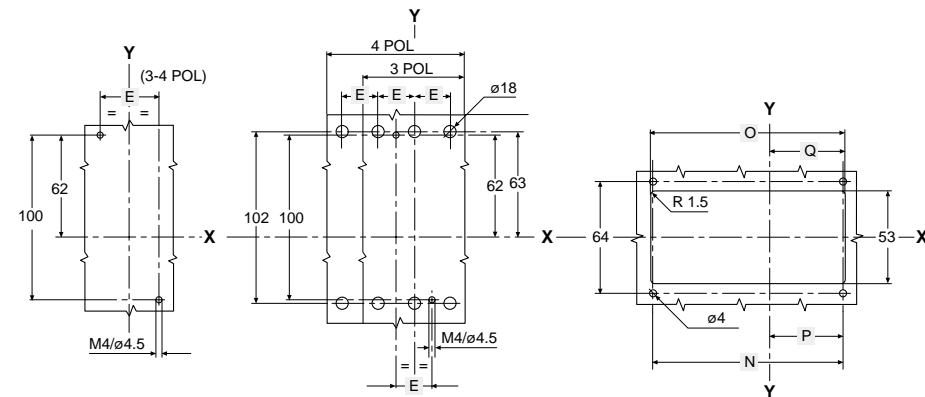 Y
(3-4 POL)
E
= =
62
100
X
M4/ø4.5
Y
4 POL
3 POL
E E E
ø18
102 100
62 63
X
M4/ø4.5
= =
E
Y
O
Q
R 1.5
64
53
X
ø4
P
N
Y